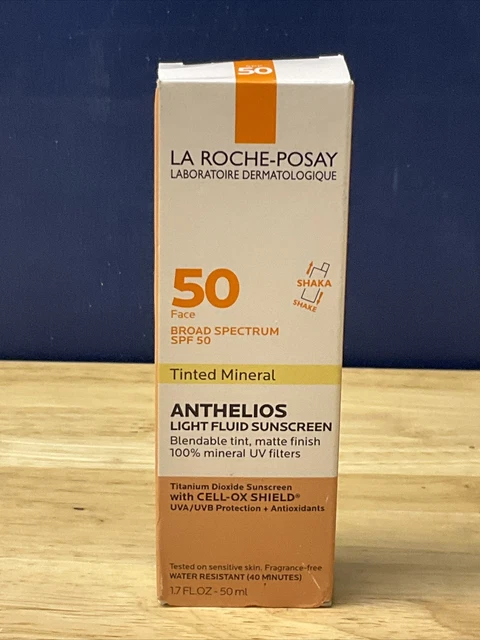 50
LA ROCHE-POSAY
LABORATOIRE DERMATOLOGIQUE
50
Face
BROAD SPECTRUM
SPF 50
SHAKA
SHAKE
Tinted Mineral
ANTHELIOS
LIGHT FLUID SUNSCREEN
Blendable tint, matte finish
100% mineral UV filters
Titanium Dioxide Sunscreen
with CELL-OX SHIELD®
UVA/UVB Protection + Antioxidants
Tested on sensitive skin. Fragrance-free
WATER RESISTANT (40 MINUTES)
1.7 FL.OZ - 50 ml